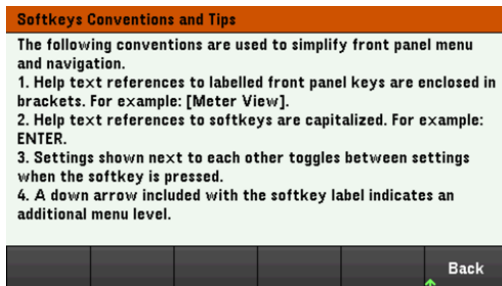 Softkeys Conventions and Tips
The following conventions are used to simplify front panel menu
and navigation.
1. Help text references to labelled front panel keys are enclosed in
brackets. For example: [Meter View].
2. Help text references to softkeys are capitalized. For example:
ENTER.
3. Settings shown next to each other toggles between settings
when the softkey is pressed.
4. A down arrow included with the softkey label indicates an
additional menu level.
Back